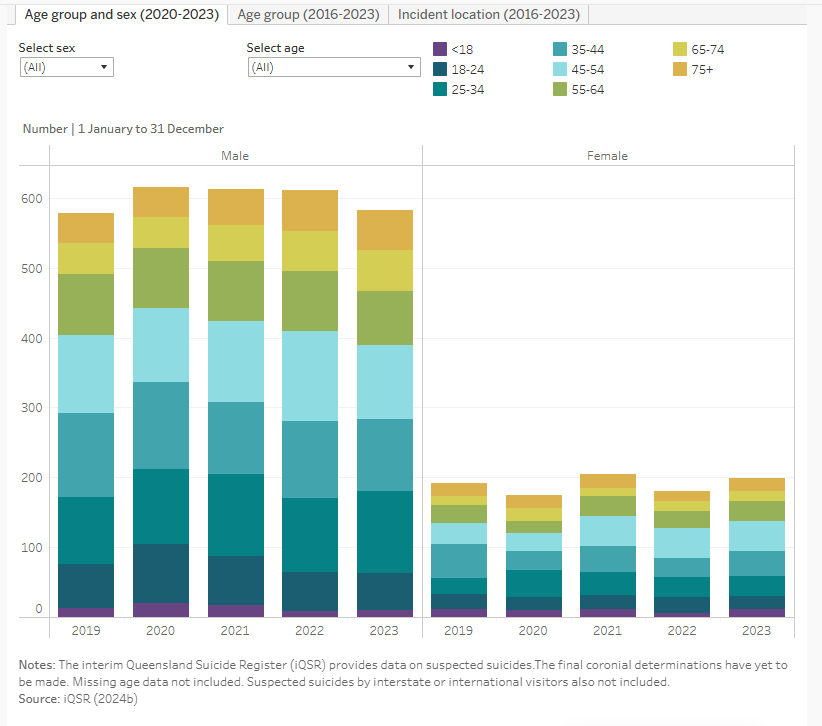 Age group and sex (2020-2023)
Age group (2016-2023)
Incident location (2016-2023)
Select sex
(All)
Select age
(All)
<18
18-24
25-34
35-44
45-54
55-64
65-74
75+
Number | 1 January to 31 December
Male
Female
600
500
400
300
200
100
0
2019
2020
2021
2022
2023
2019
2020
2021
2022
2023
Notes: The interim Queensland Suicide Register (iQSR) provides data on suspected suicides.The final coronial determinations have yet to
be made. Missing age data not included. Suspected suicides by interstate or international visitors also not included.
Source: iQSR (2024b)